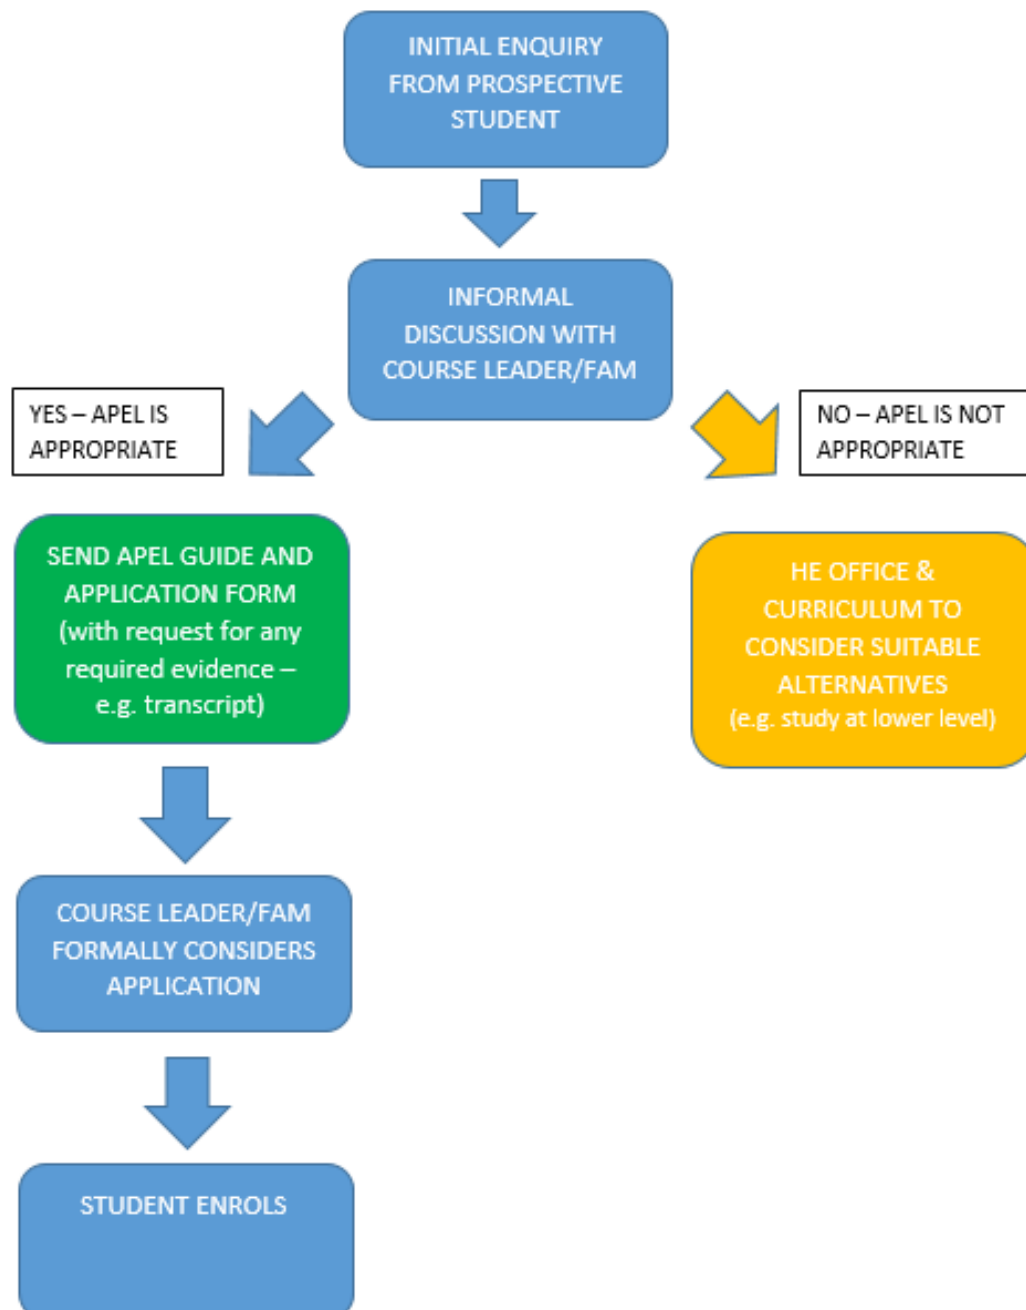 INITIAL ENQUIRY
FROM PROSPECTIVE
STUDENT
INFORMAL
DISCUSSION WITH
COURSE LEADER/FAM
YES – APEL IS
APPROPRIATE
NO – APEL IS NOT
APPROPRIATE
SEND APEL GUIDE AND
APPLICATION FORM
(with request for any
required evidence –
e.g. transcript)
HE OFFICE &
CURRICULUM TO
CONSIDER SUITABLE
ALTERNATIVES
(e.g. study at lower level)
COURSE LEADER/FAM
FORMALLY CONSIDERS
APPLICATION
STUDENT ENROLS